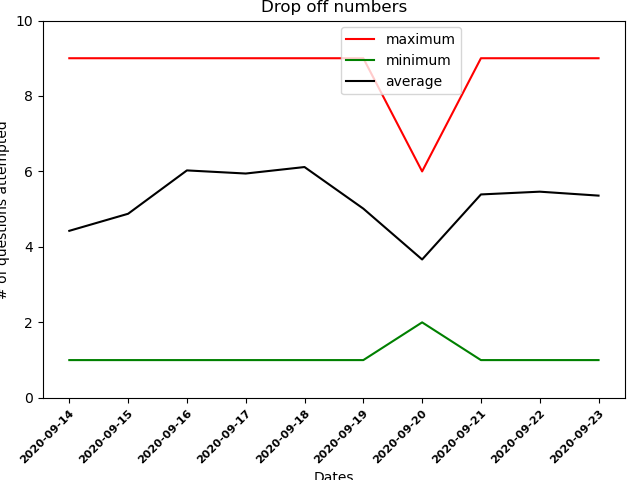 Drop off numbers
maximum
minimum
average
# of questions attempted
10
8
6
4
2
0
2020-09-14
2020-09-15
2020-09-16
2020-09-17
2020-09-18
2020-09-19
2020-09-20
2020-09-21
2020-09-22
2020-09-23
Dates